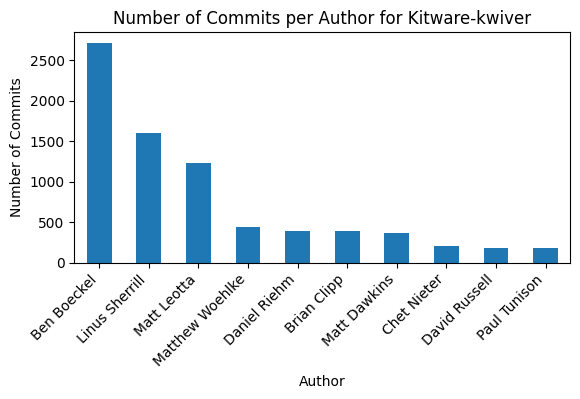 Number of Commits per Author for Kitware-kwiver
Number of Commits
2500
2000
1500
1000
500
0
Ben Boeckel
Linus Sherrill
Matt Leotta
Matthew Woehlke
Daniel Riehm
Brian Clipp
Matt Dawkins
Chet Nieter
David Russell
Paul Tunison
Author